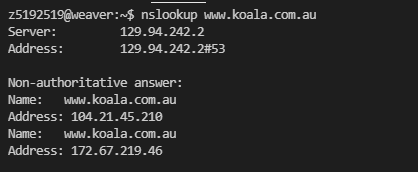 z5192519@weaver:~$ nslookup www.koala.com.au
Server:         129.94.242.2
Address:        129.94.242.2#53

Non-authoritative answer:
Name:   www.koala.com.au
Address: 104.21.45.210
Name:   www.koala.com.au
Address: 172.67.219.46